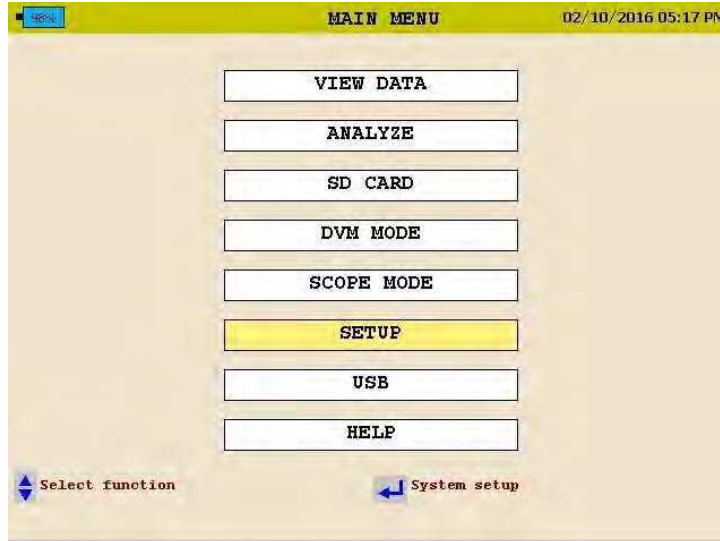 98%
MAIN MENU
02/10/2016 05:17 PM
VIEW DATA
ANALYZE
SD CARD
DVM MODE
SCOPE MODE
SETUP
USB
HELP
Select function
System setup